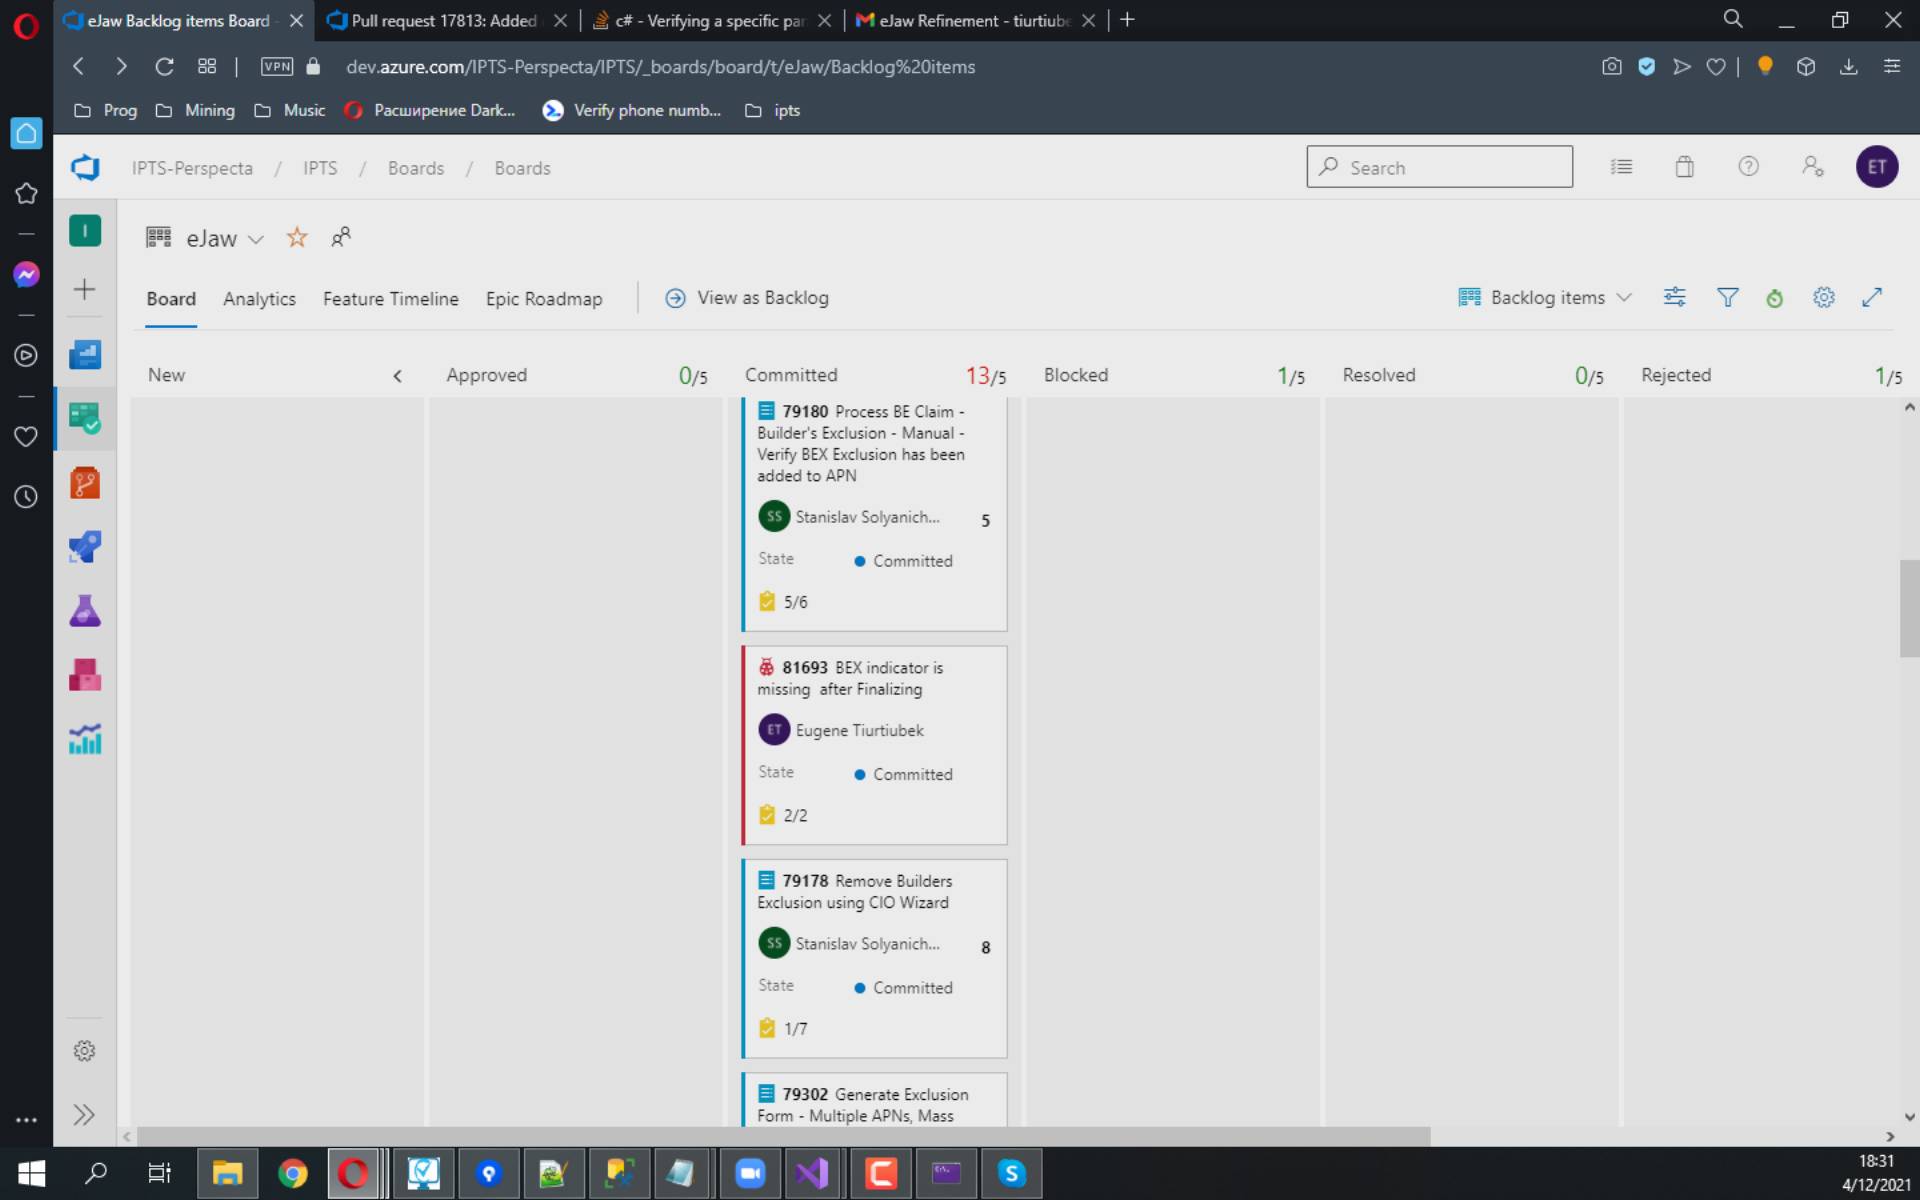 eJaw Backlog items Board -
Pull request 17813: Added
c# - Verifying a specific par
eJaw Refinement - tiurtiube
VPN
dev.azure.com/IPTS-Perspecta/IPTS/_boards/board/t/eJaw/Backlog%20items
Prog
Mining
Music
Расширение Dark...
Verify phone numb...
ipts
IPTS-Perspecta / IPTS / Boards / Boards
Search
ET
I
eJaw
Board
Analytics
Feature Timeline
Epic Roadmap
View as Backlog
Backlog items
New
Approved 0/5
Committed 13/5
Blocked 1/5
Resolved 0/5
Rejected 1/5
79180 Process BE Claim -
Builder's Exclusion - Manual -
Verify BEX Exclusion has been
added to APN
SS Stanislav Solyanich... 5
State Committed
5/6
81693 BEX indicator is
missing after Finalizing
ET Eugene Tiurtiubek
State Committed
2/2
79178 Remove Builders
Exclusion using CIO Wizard
SS Stanislav Solyanich... 8
State Committed
1/7
79302 Generate Exclusion
Form - Multiple APNs, Mass
18:31
4/12/2021